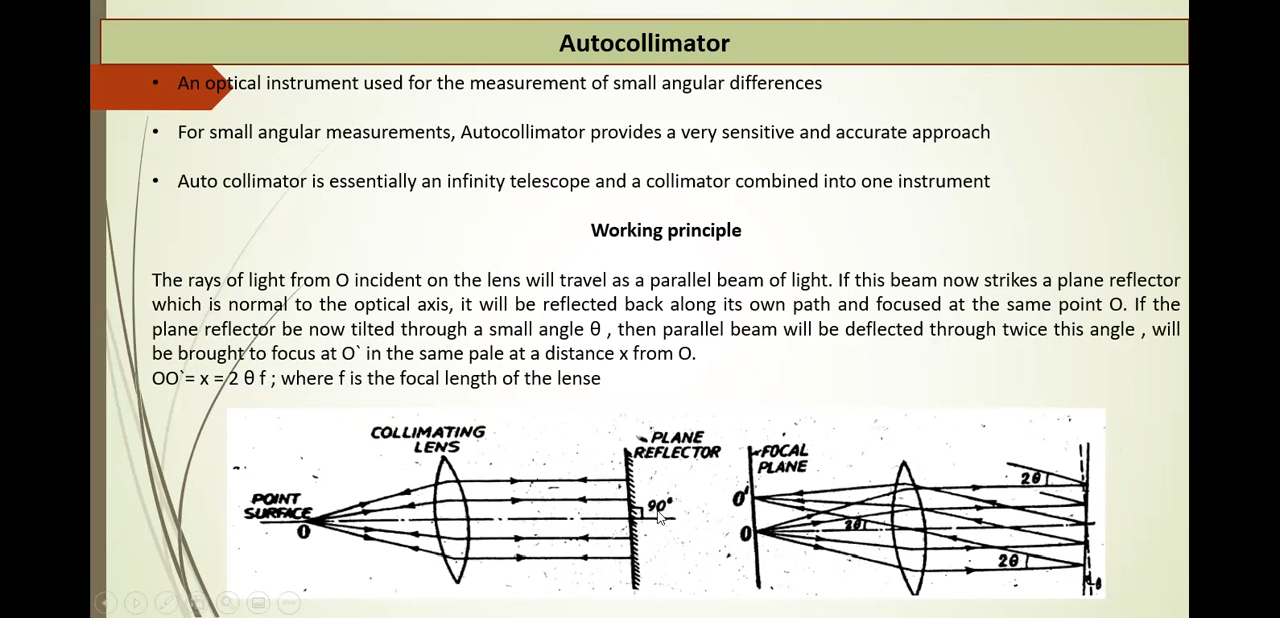 Autocollimator
• An optical instrument used for the measurement of small angular differences
• For small angular measurements, Autocollimator provides a very sensitive and accurate approach
• Auto collimator is essentially an infinity telescope and a collimator combined into one instrument
Working principle
The rays of light from O incident on the lens will travel as a parallel beam of light. If this beam now strikes a plane reflector
which is normal to the optical axis, it will be reflected back along its own path and focused at the same point O. If the
plane reflector be now tilted through a small angle θ , then parallel beam will be deflected through twice this angle , will
be brought to focus at O` in the same pale at a distance x from O.
OO`= x = 2 θ f ; where f is the focal length of the lense
COLLIMATING
LENS
PLANE
REFLECTOR
POINT
SURFACE
O
90°
FOCAL
PLANE
O'
O
2θ
2θ
2θ
θ